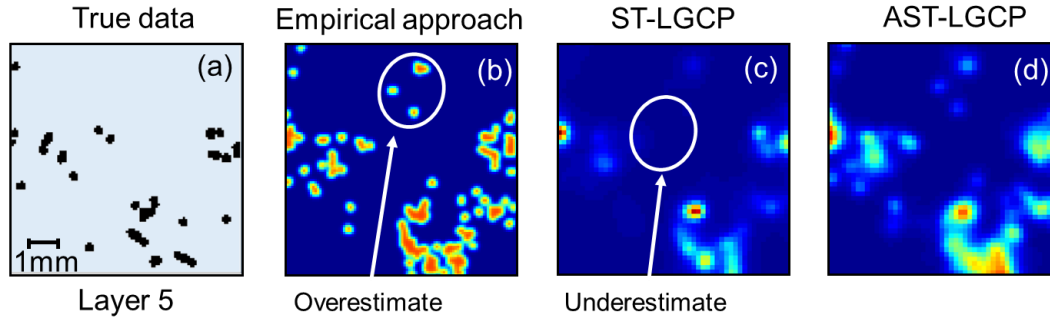 True data
Empirical approach
ST-LGCP
AST-LGCP
(a)
(b)
(c)
(d)
1mm
Layer 5
Overestimate
Underestimate